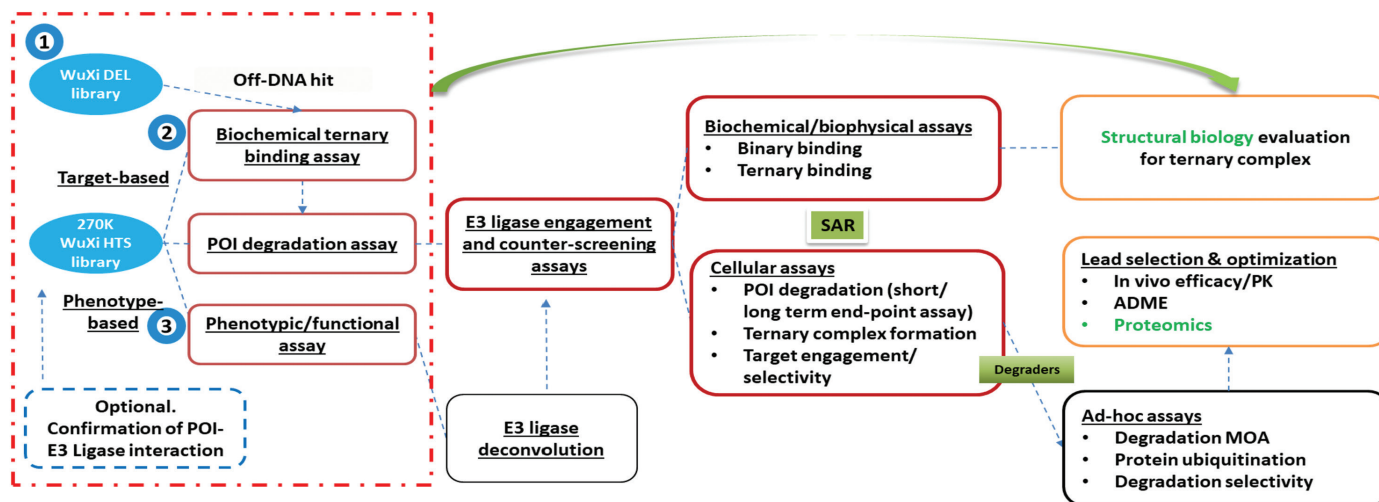 1
WuXi DEL
library
Off-DNA hit
2
Biochemical ternary
binding assay
Target-based
270K
WuXi HTS
library
POI degradation assay
Phenotype-
based
3
Phenotypic/functional
assay
Optional.
Confirmation of POI-
E3 Ligase interaction
E3 ligase engagement
and counter-screening
assays
E3 ligase
deconvolution
Biochemical/biophysical assays
• Binary binding
• Ternary binding
SAR
Cellular assays
• POI degradation (short/
long term end-point assay)
• Ternary complex formation
• Target engagement/
selectivity
Degraders
Structural biology evaluation
for ternary complex
Lead selection & optimization
• In vivo efficacy/PK
• ADME
• Proteomics
Ad-hoc assays
• Degradation MOA
• Protein ubiquitination
• Degradation selectivity